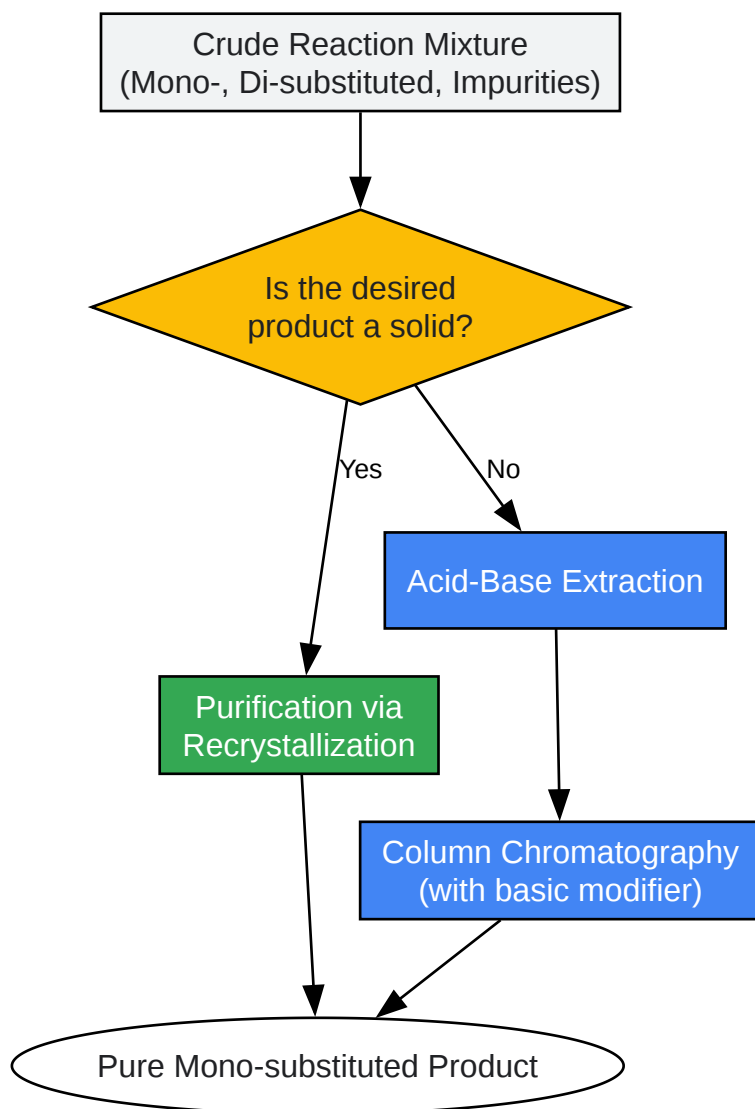 Crude Reaction Mixture
(Mono-, Di-substituted, Impurities)
Is the desired
product a solid?
Yes
No
Acid-Base Extraction
Purification via
Recrystallization
Column Chromatography
(with basic modifier)
Pure Mono-substituted Product